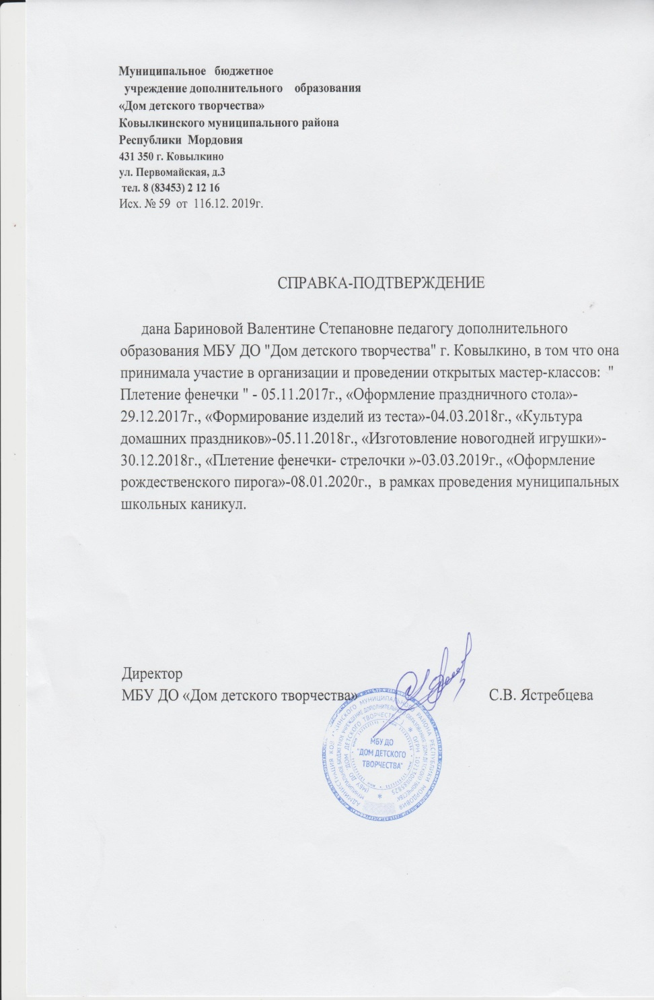 Муниципальное бюджетное
учреждение дополнительного образования
«Дом детского творчества»
Ковылкинского муниципального района
Республики Мордовия
431 350 г. Ковылкино
ул. Первомайская, д.3
тел. 8 (83453) 2 12 16
Исх. № 59 от 116.12. 2019г.
СПРАВКА-ПОДТВЕРЖДЕНИЕ
дана Бариновой Валентине Степановне педагогу дополнительного
образования МБУ ДО "Дом детского творчества" г. Ковылкино, в том что она
принимала участие в организации и проведении открытых мастер-классов: "
Плетение фенечки " - 05.11.2017г., «Оформление праздничного стола»-
29.12.2017г., «Формирование изделий из теста»-04.03.2018г., «Культура
домашних праздников»-05.11.2018г., «Изготовление новогодней игрушки»-
30.12.2018г., «Плетение фенечки- стрелочки »-03.03.2019г., «Оформление
рождественского пирога»-08.01.2020г., в рамках проведения муниципальных
школьных каникул.
Директор
МБУ ДО «Дом детского творчества» С.В. Ястребцева
МБУ ДО
"ДОМ ДЕТСКОГО
ТВОРЧЕСТВА"